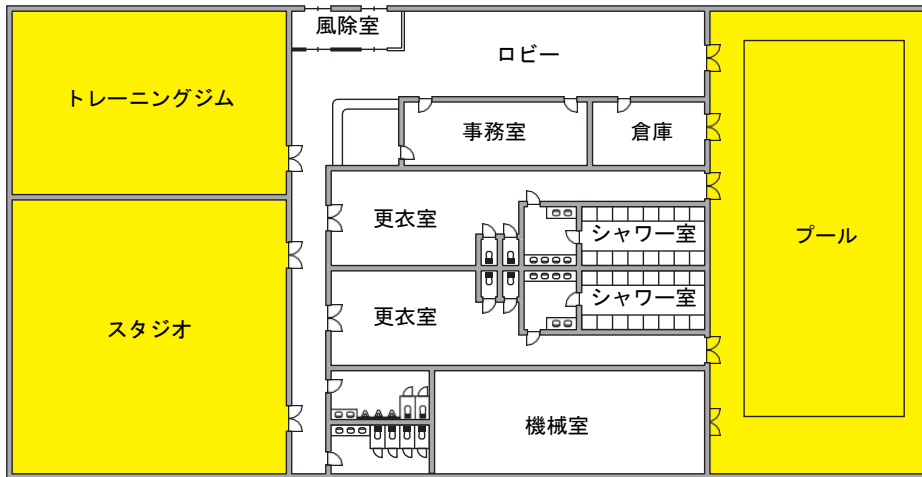 風除室
ロビー
トレーニングジム
事務室
倉庫
更衣室
シャワー室
プール
シャワー室
更衣室
スタジオ
機械室